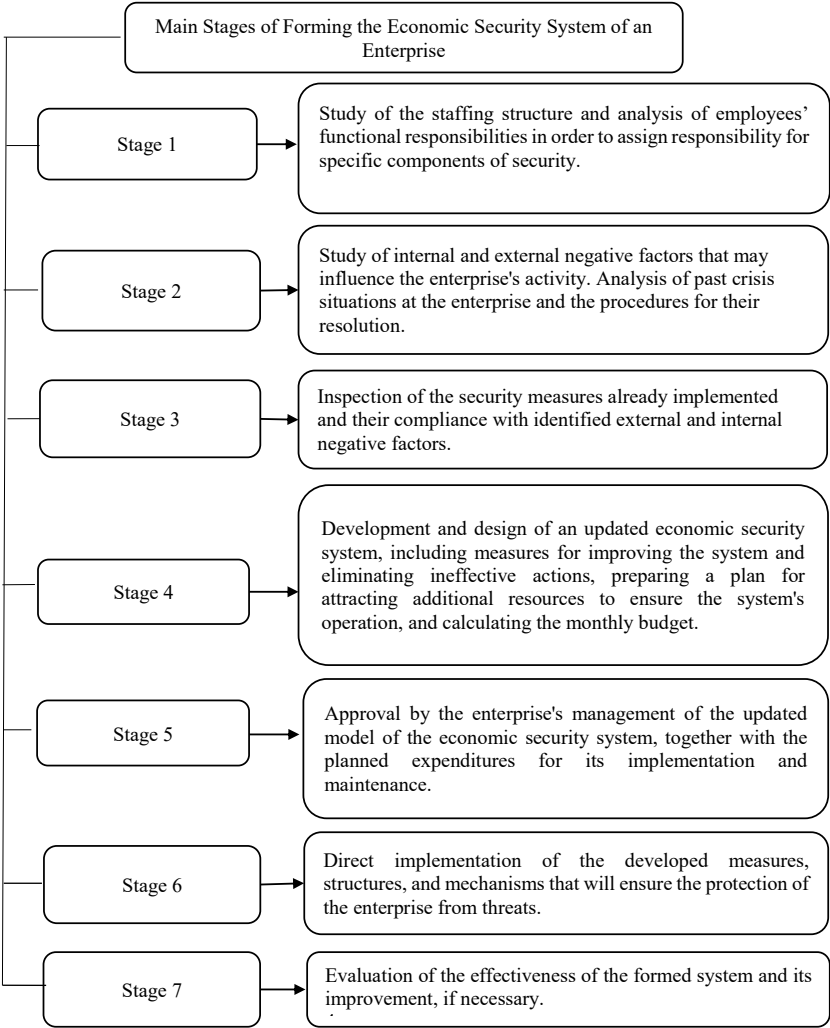 Main Stages of Forming the Economic Security System of an
Enterprise
Stage 1
Study of the staffing structure and analysis of employees’
functional responsibilities in order to assign responsibility for
specific components of security.
Stage 2
Study of internal and external negative factors that may
influence the enterprise's activity. Analysis of past crisis
situations at the enterprise and the procedures for their
resolution.
Stage 3
Inspection of the security measures already implemented
and their compliance with identified external and internal
negative factors.
Stage 4
Development and design of an updated economic security
system, including measures for improving the system and
eliminating ineffective actions, preparing a plan for
attracting additional resources to ensure the system's
operation, and calculating the monthly budget.
Stage 5
Approval by the enterprise's management of the updated
model of the economic security system, together with the
planned expenditures for its implementation and
maintenance.
Stage 6
Direct implementation of the developed measures,
structures, and mechanisms that will ensure the protection of
the enterprise from threats.
Stage 7
Evaluation of the effectiveness of the formed system and its
improvement, if necessary.